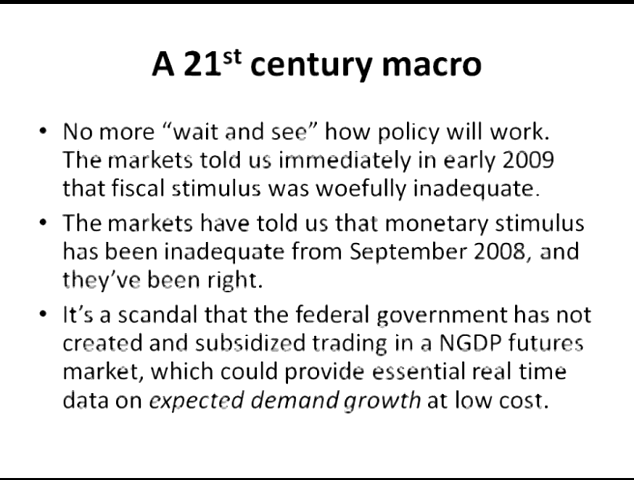 A 21st century macro
• No more “wait and see” how policy will work.
The markets told us immediately in early 2009
that fiscal stimulus was woefully inadequate.
• The markets have told us that monetary stimulus
has been inadequate from September 2008, and
they’ve been right.
• It’s a scandal that the federal government has not
created and subsidized trading in a NGDP futures
market, which could provide essential real time
data on expected demand growth at low cost.